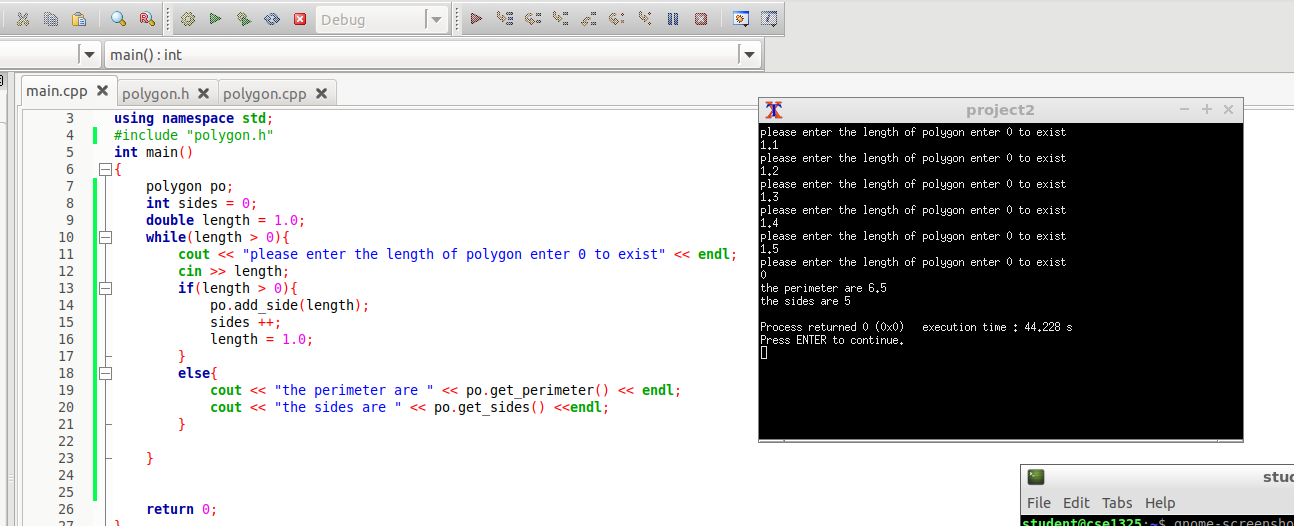 Debug
main() : int
main.cpp polygon.h polygon.cpp
3 using namespace std;
4 #include "polygon.h"
5 int main()
6 {
7 polygon po;
8 int sides = 0;
9 double length = 1.0;
10 while(length > 0){
11 cout << "please enter the length of polygon enter 0 to exist" << endl;
12 cin >> length;
13 if(length > 0){
14 po.add_side(length);
15 sides ++;
16 length = 1.0;
17 }
18 else{
19 cout << "the perimeter are " << po.get_perimeter() << endl;
20 cout << "the sides are " << po.get_sides() <<endl;
21 }
22
23 }
24
25
26 return 0;
27 }
project2
please enter the length of polygon enter 0 to exist
1.1
please enter the length of polygon enter 0 to exist
1.2
please enter the length of polygon enter 0 to exist
1.3
please enter the length of polygon enter 0 to exist
1.4
please enter the length of polygon enter 0 to exist
1.5
please enter the length of polygon enter 0 to exist
0
the perimeter are 6.5
the sides are 5
Process returned 0 (0x0) execution time : 44.228 s
Press ENTER to continue.
stu
File Edit Tabs Help
student@cse1325:~$ gnome-screensho